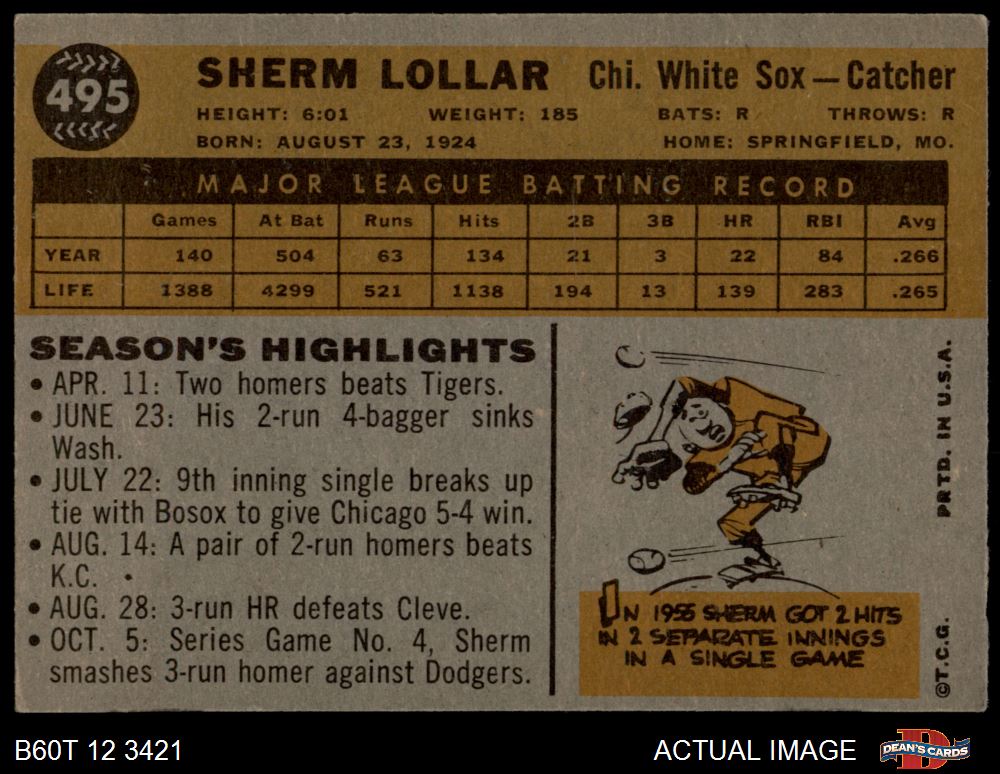 495
SHERM LOLLAR Chi. White Sox—Catcher
HEIGHT: 6:01 WEIGHT: 185 BATS: R THROWS: R
BORN: AUGUST 23, 1924 HOME: SPRINGFIELD, MO.
MAJOR LEAGUE BATTING RECORD
Games At Bat Runs Hits 2B 3B HR RBI Avg
YEAR 140 504 63 134 21 3 22 84 .266
LIFE 1388 4299 521 1138 194 13 139 283 .265
SEASON'S HIGHLIGHTS
• APR. 11: Two homers beats Tigers.
• JUNE 23: His 2-run 4-bagger sinks
Wash.
• JULY 22: 9th inning single breaks up
tie with Bosox to give Chicago 5-4 win.
• AUG. 14: A pair of 2-run homers beats
K.C.
• AUG. 28: 3-run HR defeats Cleve.
• OCT. 5: Series Game No. 4, Sherm
smashes 3-run homer against Dodgers.
IN 1955 SHERM GOT 2 HITS
IN 2 SEPARATE INNINGS
IN A SINGLE GAME
PRTD. IN U.S.A.
©T.C.G.
B60T 12 3421
ACTUAL IMAGE
DEAN'S CARDS